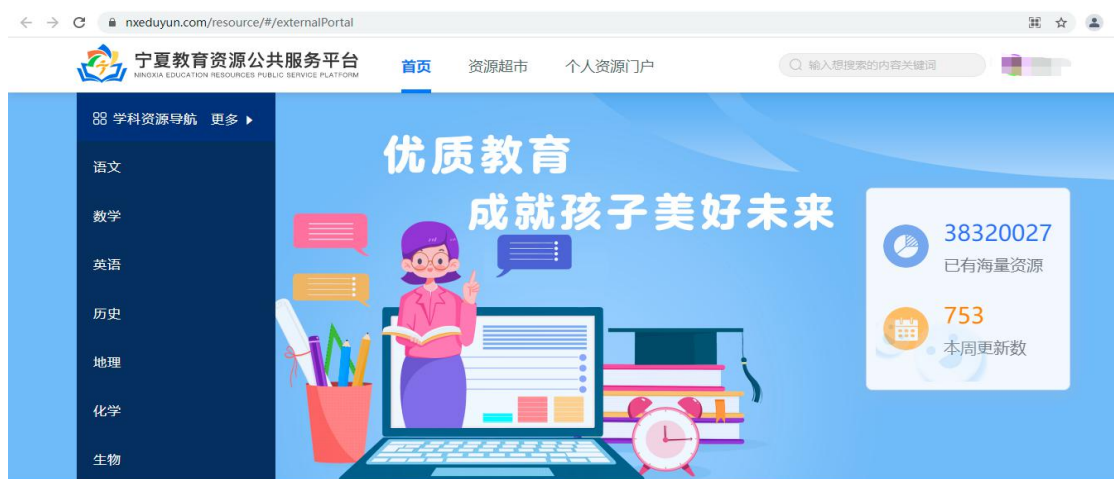 nxeduyun.com/resource/#/externalPortal
宁夏教育资源公共服务平台
NINGXIA EDUCATION RESOURCES PUBLIC SERVICE PLATFORM
首页 资源超市 个人资源门户
输入想搜索的内容关键词
学科资源导航 更多
语文
数学
英语
历史
地理
化学
生物
优质教育
成就孩子美好未来
38320027
已有海量资源
753
本周更新数